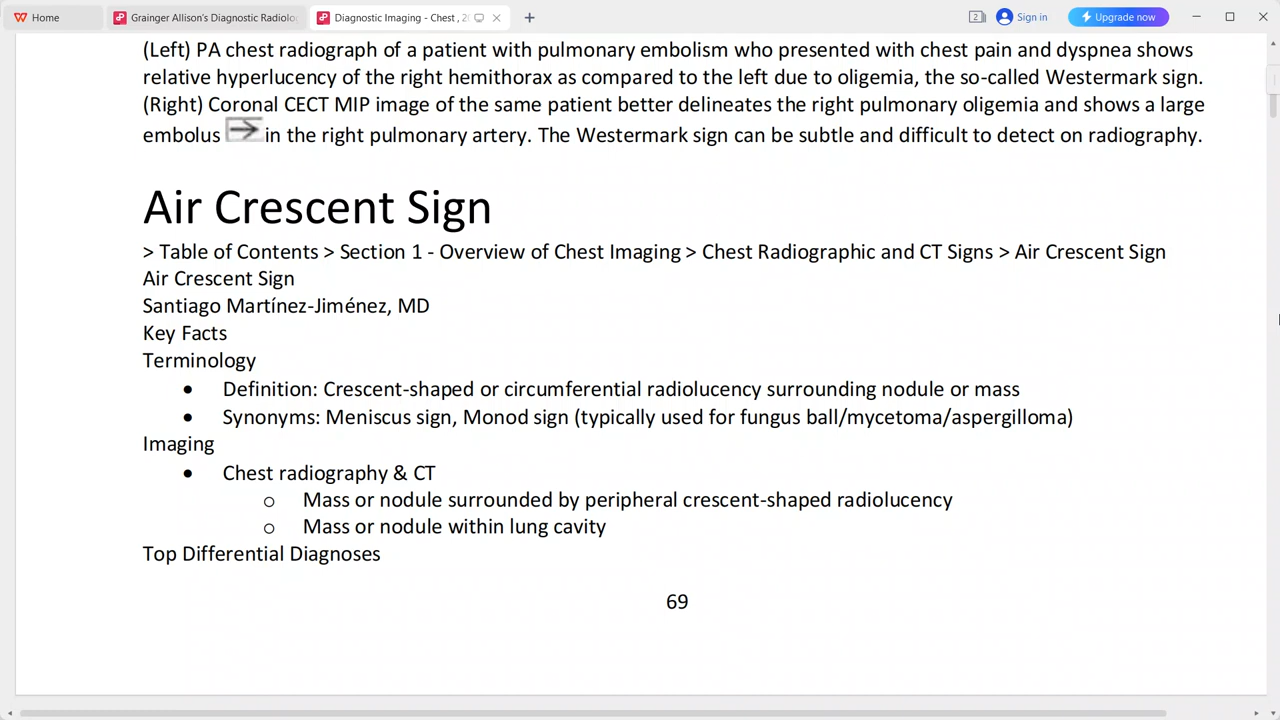 Home
Grainger Allison's Diagnostic Radiolo
Diagnostic Imaging - Chest , 2
2
Sign in
Upgrade now
(Left) PA chest radiograph of a patient with pulmonary embolism who presented with chest pain and dyspnea shows
relative hyperlucency of the right hemithorax as compared to the left due to oligemia, the so-called Westermark sign.
(Right) Coronal CECT MIP image of the same patient better delineates the right pulmonary oligemia and shows a large
embolus in the right pulmonary artery. The Westermark sign can be subtle and difficult to detect on radiography.
Air Crescent Sign
> Table of Contents > Section 1 - Overview of Chest Imaging > Chest Radiographic and CT Signs > Air Crescent Sign
Air Crescent Sign
Santiago Martínez-Jiménez, MD
Key Facts
Terminology
• Definition: Crescent-shaped or circumferential radiolucency surrounding nodule or mass
• Synonyms: Meniscus sign, Monod sign (typically used for fungus ball/mycetoma/aspergilloma)
Imaging
• Chest radiography & CT
o Mass or nodule surrounded by peripheral crescent-shaped radiolucency
o Mass or nodule within lung cavity
Top Differential Diagnoses
69